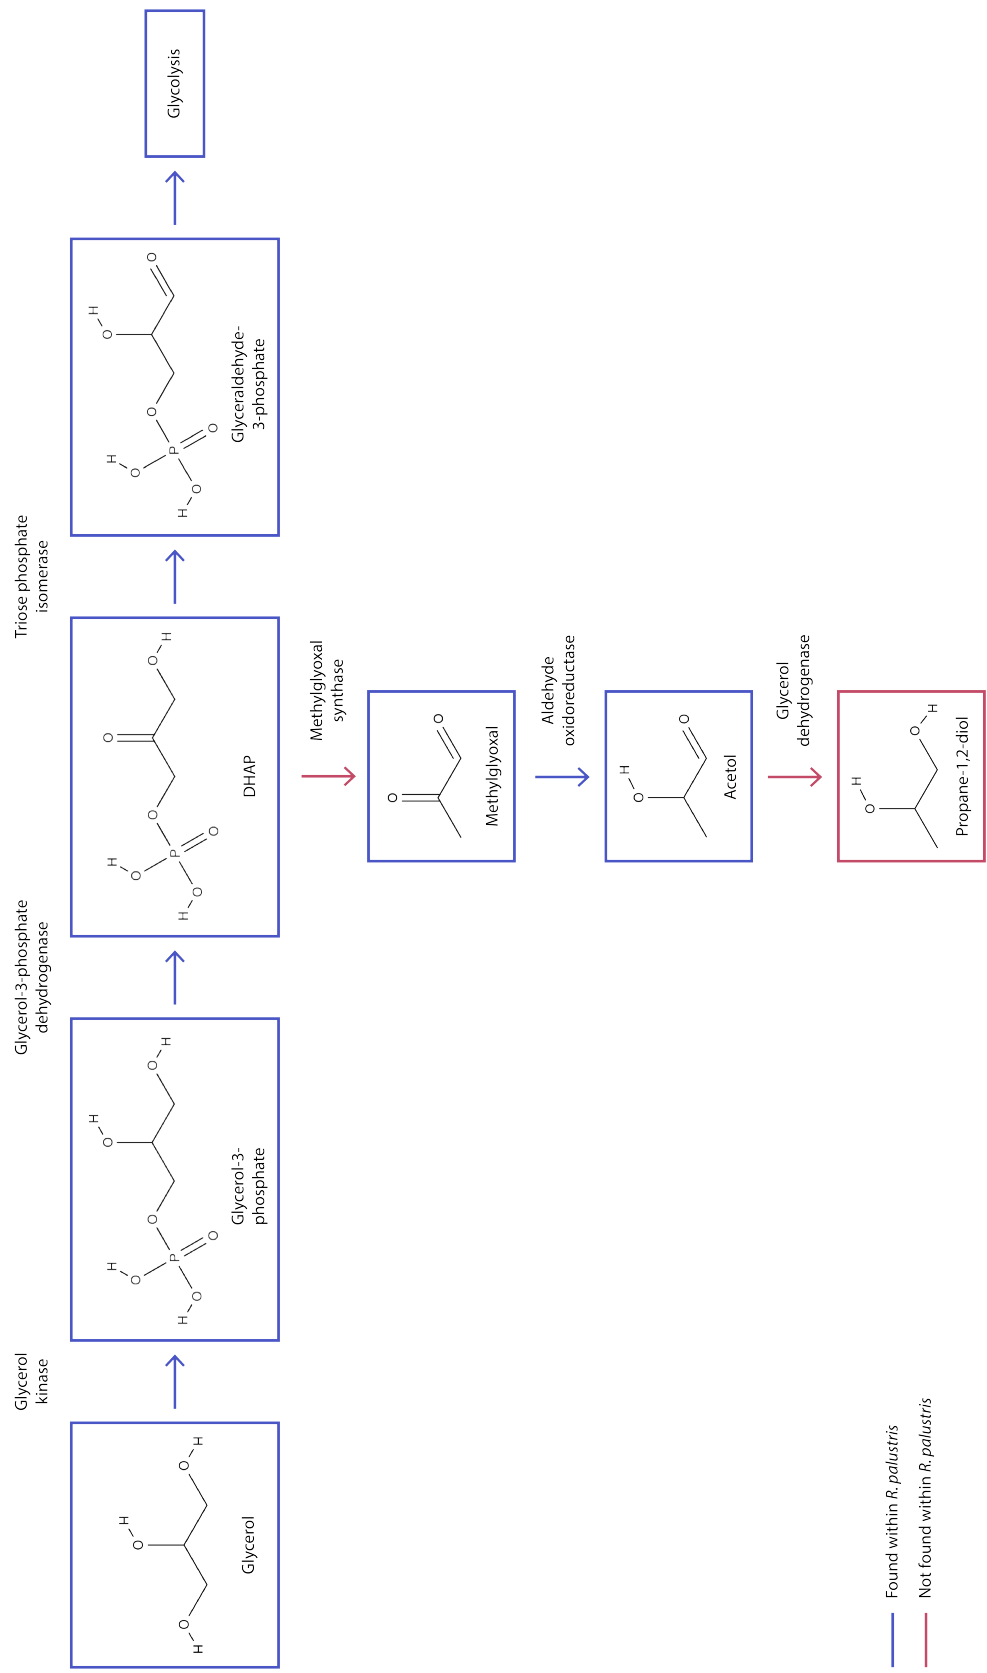 Glycerol
kinase
Glycerol-3-phosphate
dehydrogenase
Triose phosphate
isomerase
H
O
O
H
O
H
Glycerol
H
O
H
O
P
O
O
H
O
O
H
Glycerol-3-
phosphate
H
O
H
O
P
O
O
O
O
H
DHAP
H
O
H
O
P
O
O
H
O
O
Glyceraldehyde-
3-phosphate
Glycolysis
Methylglyoxal
synthase
O
O
Methylglyoxal
Aldehyde
oxidoreductase
H
O
O
Acetol
Glycerol
dehydrogenase
H
O
O
H
Propane-1,2-diol
Found within R. palustris
Not found within R. palustris